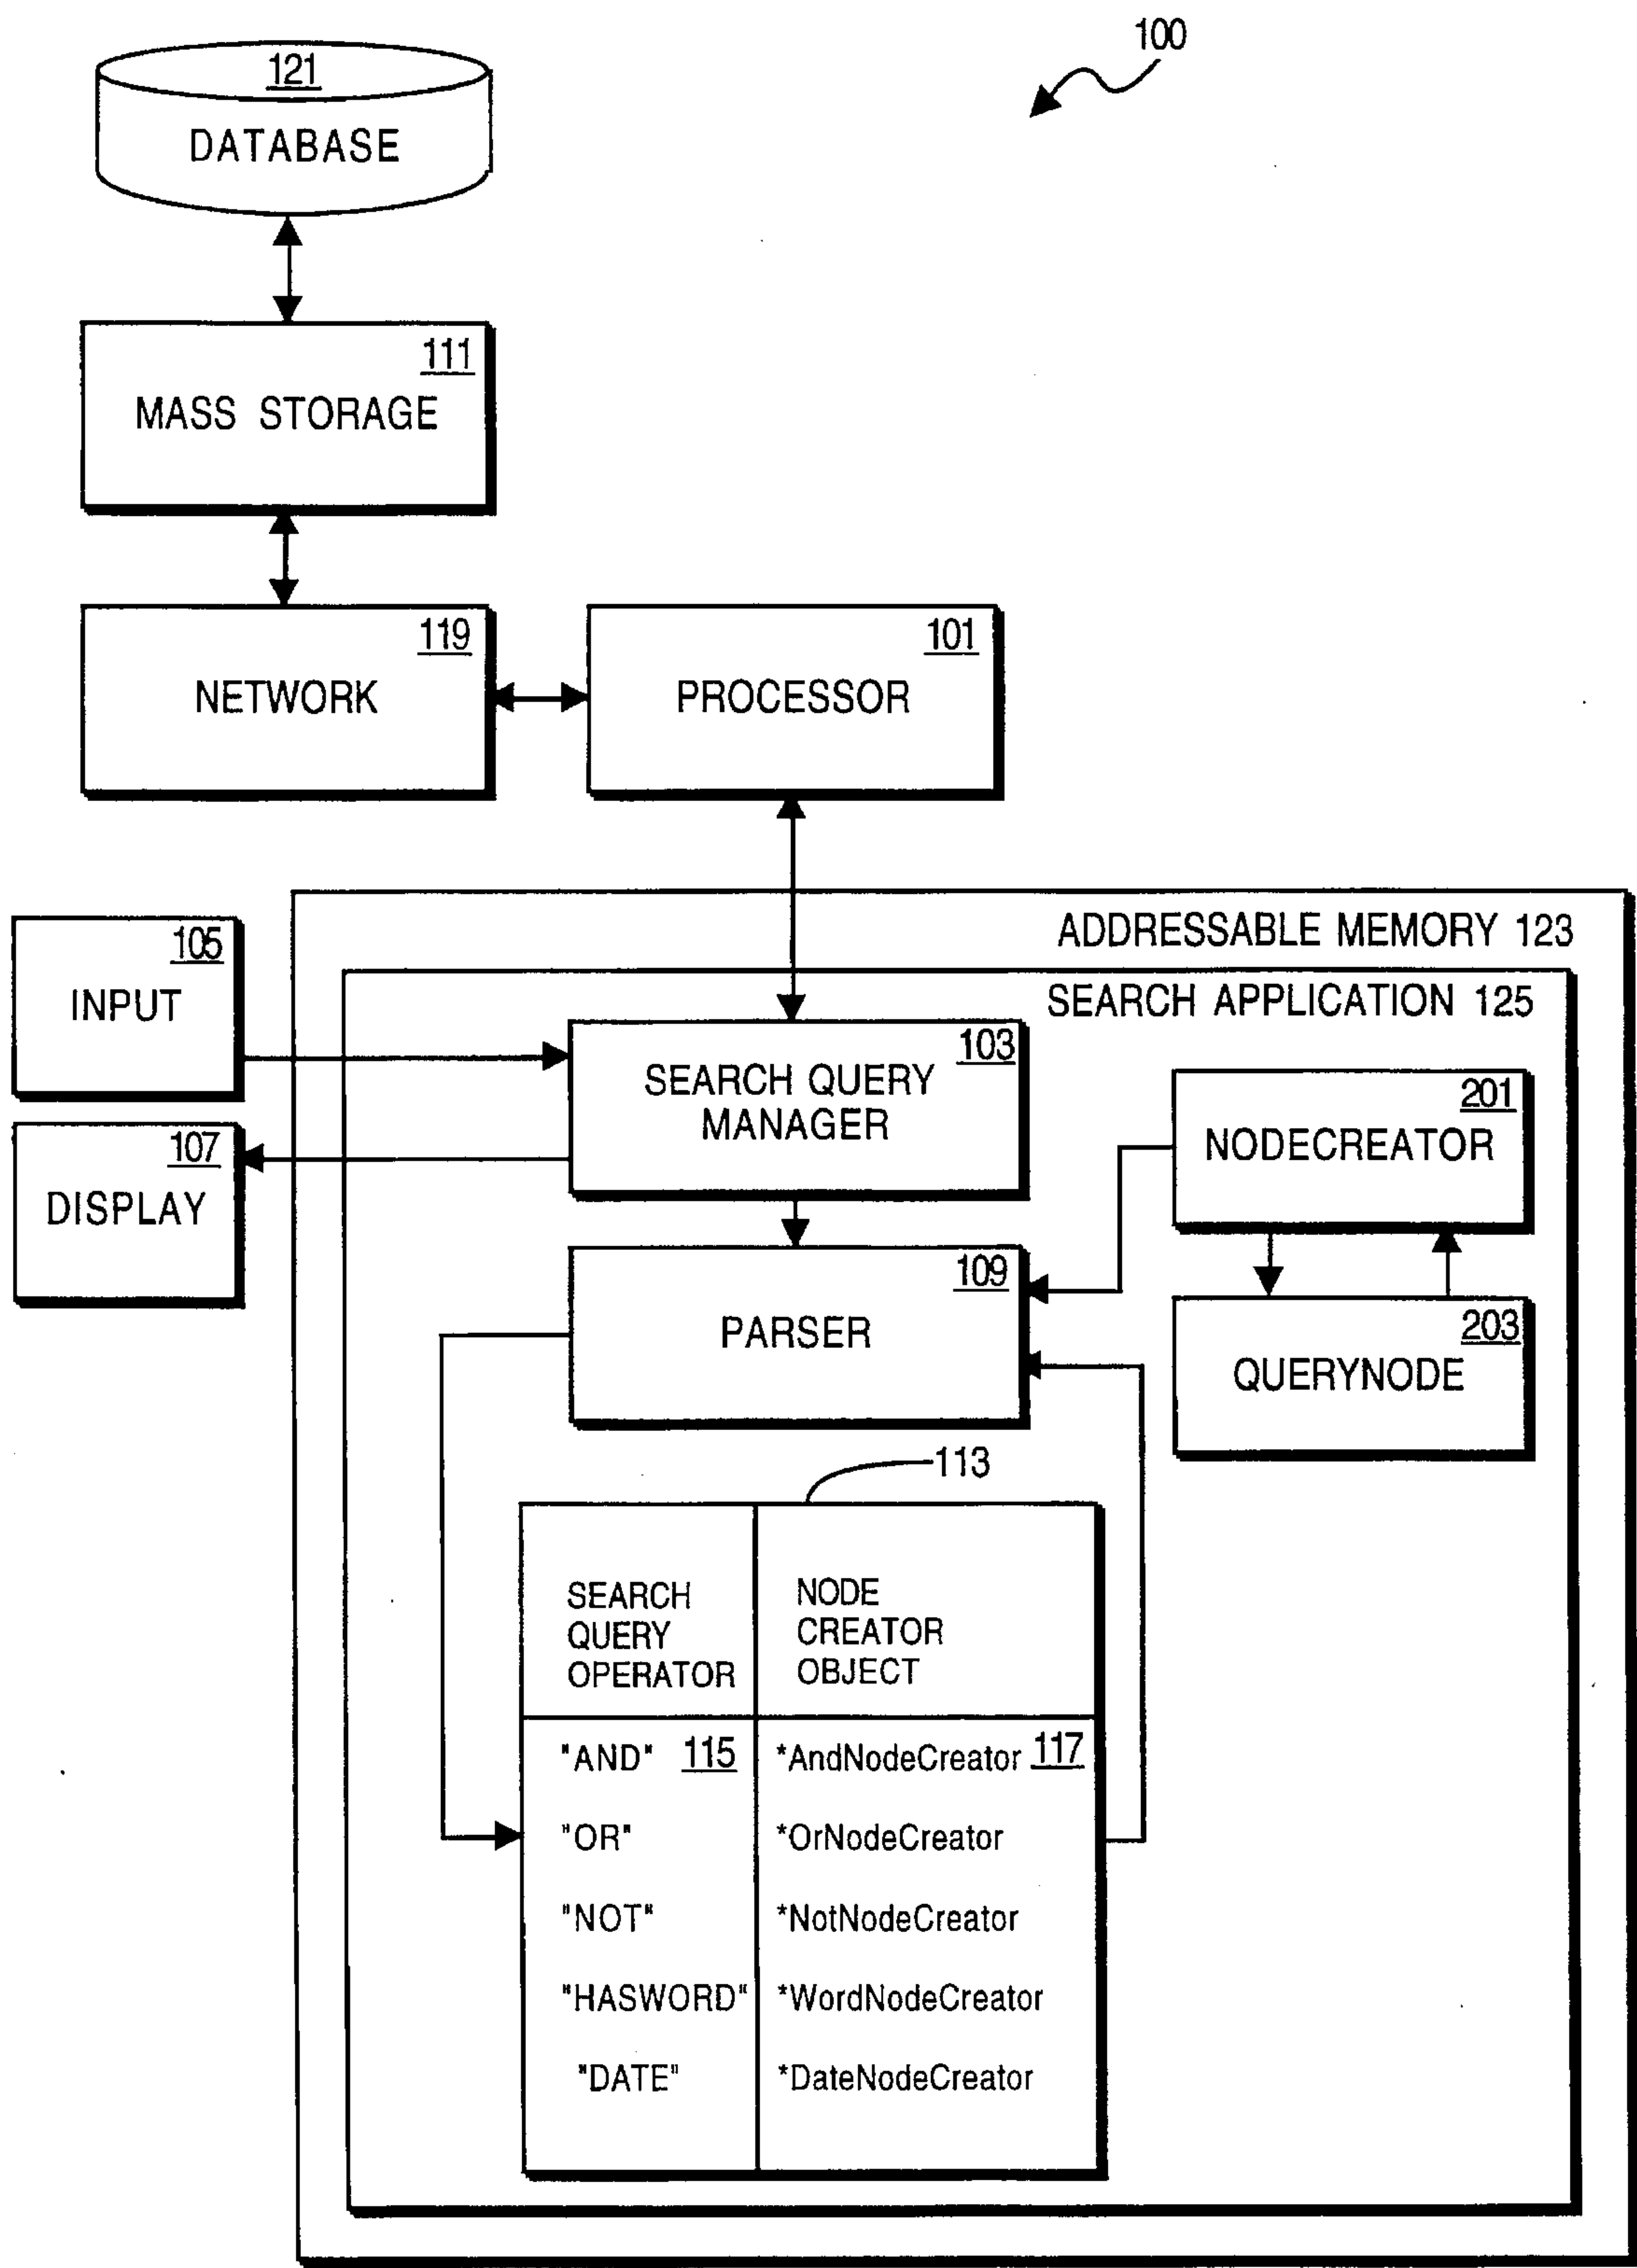 100
121
DATABASE
111
MASS STORAGE
119
NETWORK
101
PROCESSOR
ADDRESSABLE MEMORY 123
105
INPUT
SEARCH APPLICATION 125
103
SEARCH QUERY
MANAGER
201
NODECREATOR
107
DISPLAY
109
PARSER
203
QUERYNODE
113
SEARCH
QUERY
OPERATOR
NODE
CREATOR
OBJECT
"AND" 115 *AndNodeCreator 117
"OR" *OrNodeCreator
"NOT" *NotNodeCreator
"HASWORD" *WordNodeCreator
"DATE" *DateNodeCreator